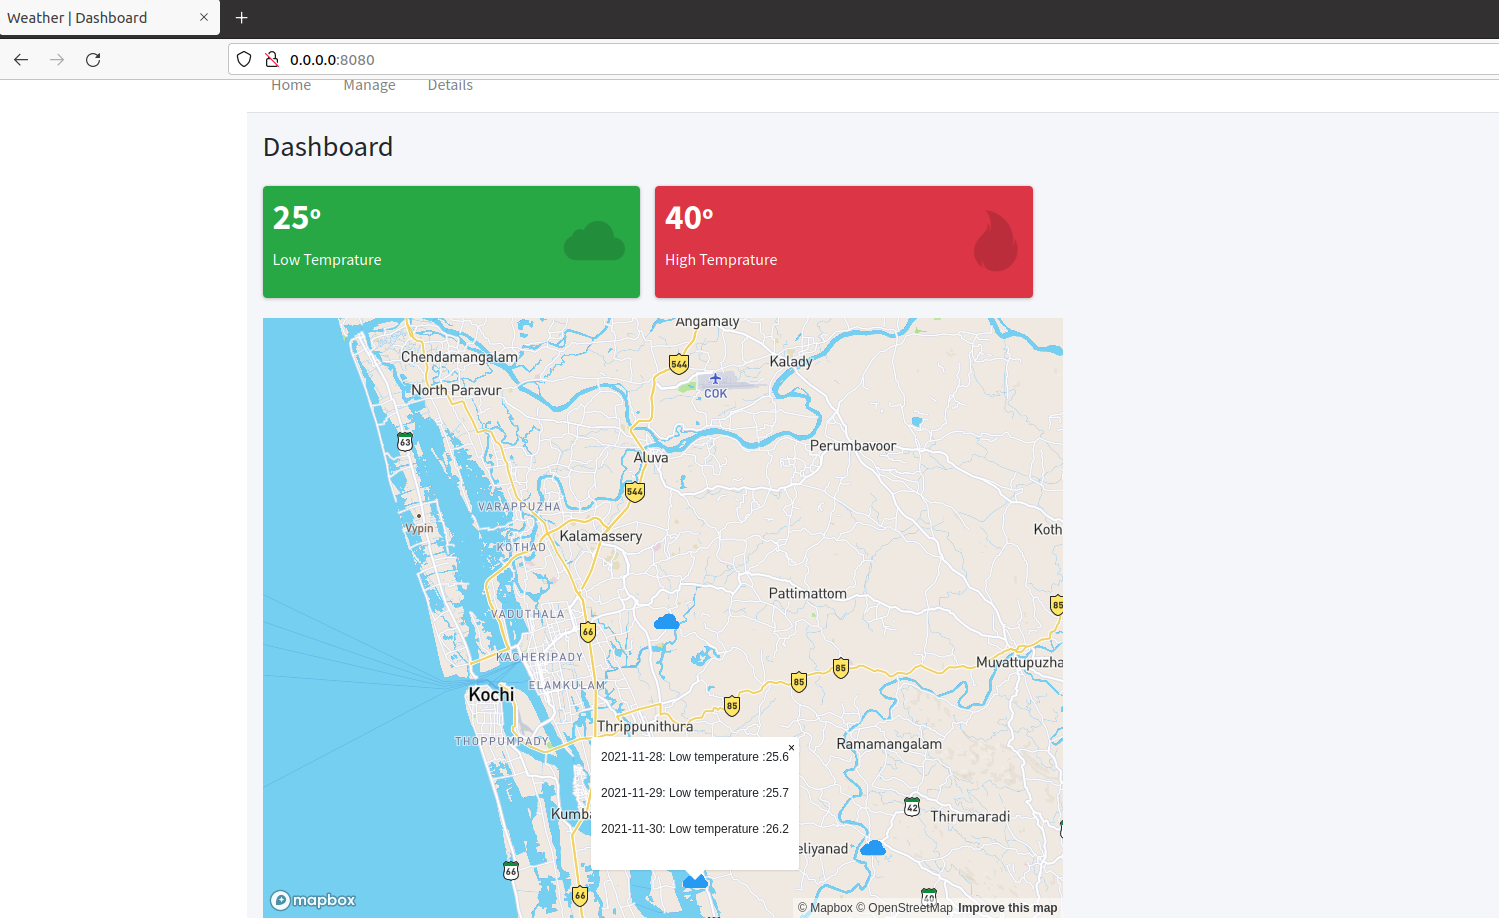 Weather | Dashboard
0.0.0.0:8080
Home Manage Details
Dashboard
25º
Low Temprature
40º
High Temprature
Angamaly
Chendamangalam
544
Kalady
North Paravur
COK
63
Perumbavoor
Aluva
544
VARAPPUZHA
Vypin
Koth
Kalamassery
KOTHAD
Pattimattom
85
VADUTHALA
66
KACHERIPADY
Muvattupuzha
85
ELAMKULAM
85
Kochi
85
Thrippunithura
THOPPUMPADY
Ramamangalam
2021-11-28: Low temperature :25.6
2021-11-29: Low temperature :25.7
42
Kumb
Thirumaradi
2021-11-30: Low temperature :26.2
eliyanad
66
66
mapbox
© Mapbox © OpenStreetMap Improve this map